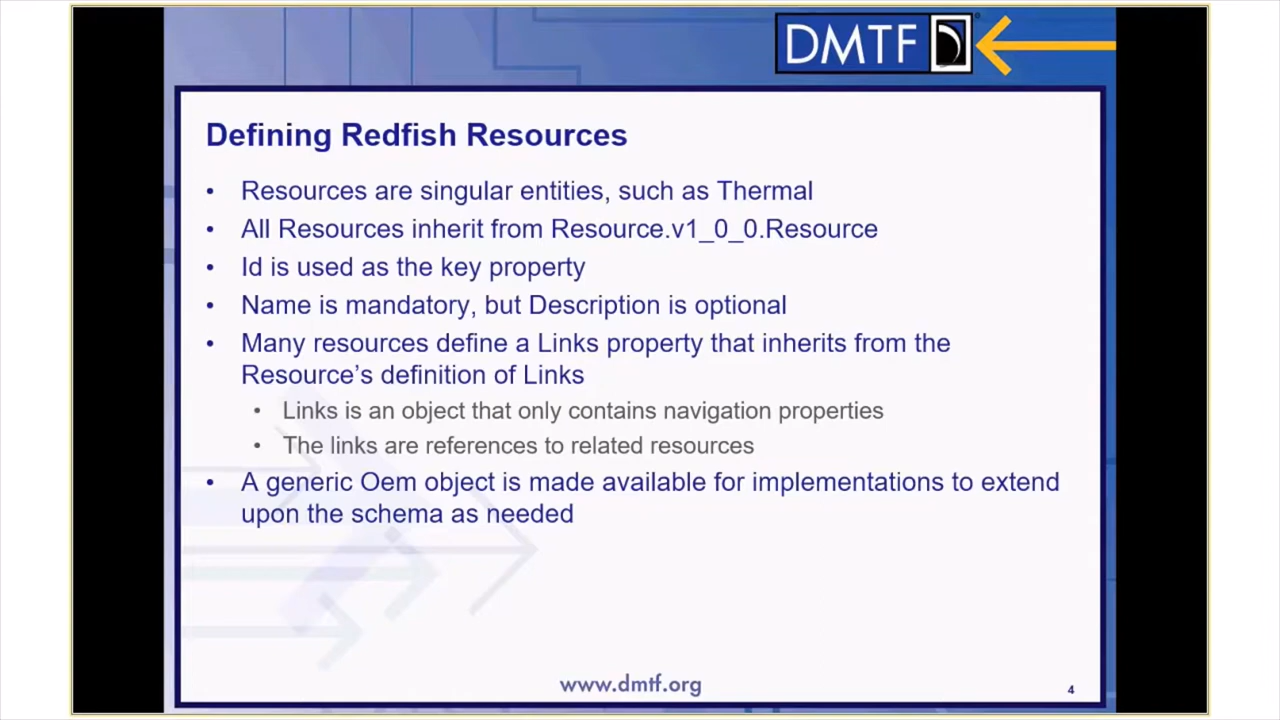 DMTF
Defining Redfish Resources
• Resources are singular entities, such as Thermal
• All Resources inherit from Resource.v1_0_0.Resource
• Id is used as the key property
• Name is mandatory, but Description is optional
• Many resources define a Links property that inherits from the
Resource's definition of Links
• Links is an object that only contains navigation properties
• The links are references to related resources
• A generic Oem object is made available for implementations to extend
upon the schema as needed
www.dmtf.org
4